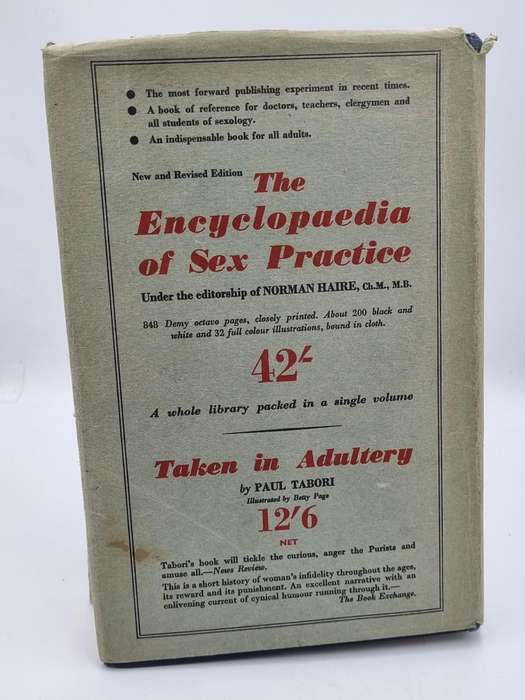 ● The most forward publishing experiment in recent times.
● A book of reference for doctors, teachers, clergymen and
all students of sexology.
● An indispensable book for all adults.
New and Revised Edition The
Encyclopaedia
of Sex Practice
Under the editorship of NORMAN HAIRE, Ch.M., M.B.
848 Demy octavo pages, closely printed. About 200 black and
white and 32 full colour illustrations, bound in cloth.
42/-
A whole library packed in a single volume
Taken in Adultery
by PAUL TABORI
Illustrated by Betty Page
12/6
NET
Tabori's book will tickle the curious, anger the Purists and
amuse all.—News Review.
This is a short history of woman's infidelity throughout the ages,
its reward and its punishment. An excellent narrative with an
enlivening current of cynical humour running through it.—
The Book Exchange.